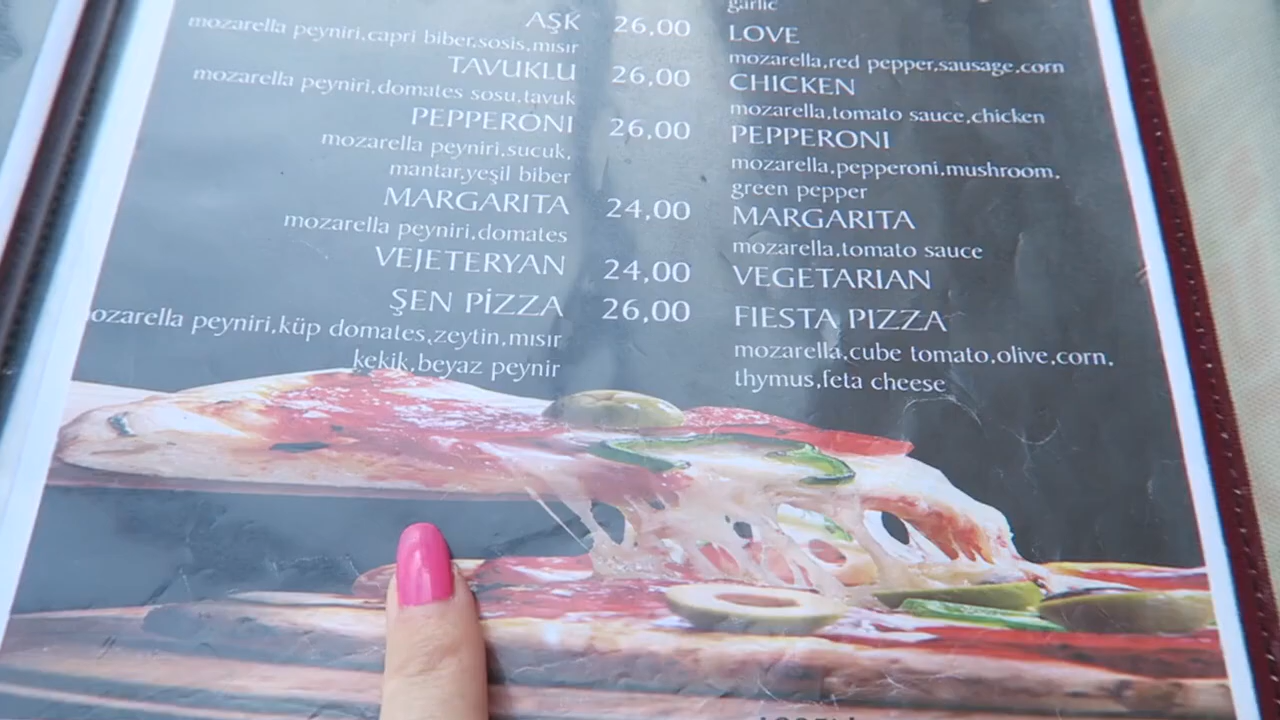 garlic
AŞK 26,00 LOVE
mozarella peyniri,capri biber,sosis,mısır mozarella,red pepper,sausage,corn
TAVUKLU 26,00 CHICKEN
mozarella peyniri,domates sosu,tavuk mozarella,tomato sauce,chicken
PEPPERONI 26,00 PEPPERONI
mozarella peyniri,sucuk, mozarella,pepperoni,mushroom,
mantar,yeşil biber green pepper
MARGARITA 24,00 MARGARITA
mozarella peyniri,domates mozarella,tomato sauce
VEJETERYAN 24,00 VEGETARIAN
ŞEN PİZZA 26,00 FIESTA PIZZA
ozarella peyniri,küp domates,zeytin,mısır mozarella,cube tomato,olive,corn,
kekik,beyaz peynir thymus,feta cheese